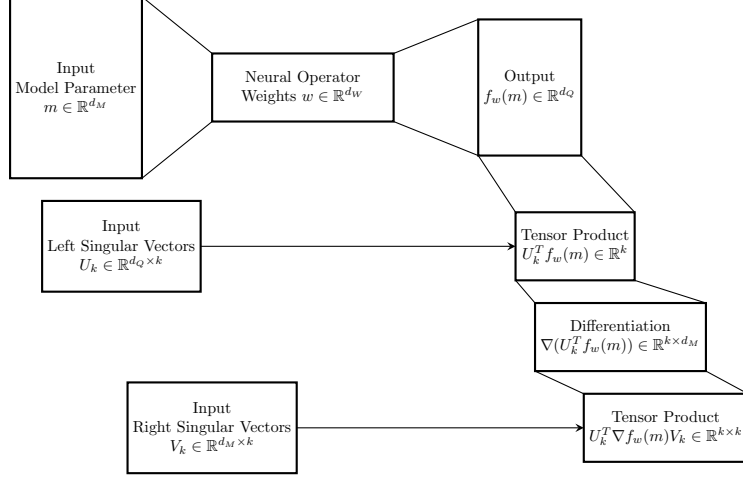 Input
Model Parameter
m ∈ ℝ^{d_M}
Neural Operator
Weights w ∈ ℝ^{d_W}
Output
f_w(m) ∈ ℝ^{d_Q}
Input
Left Singular Vectors
U_k ∈ ℝ^{d_Q×k}
Tensor Product
U_k^T f_w(m) ∈ ℝ^k
Differentiation
∇(U_k^T f_w(m)) ∈ ℝ^{k×d_M}
Input
Right Singular Vectors
V_k ∈ ℝ^{d_M×k}
Tensor Product
U_k^T ∇f_w(m)V_k ∈ ℝ^{k×k}